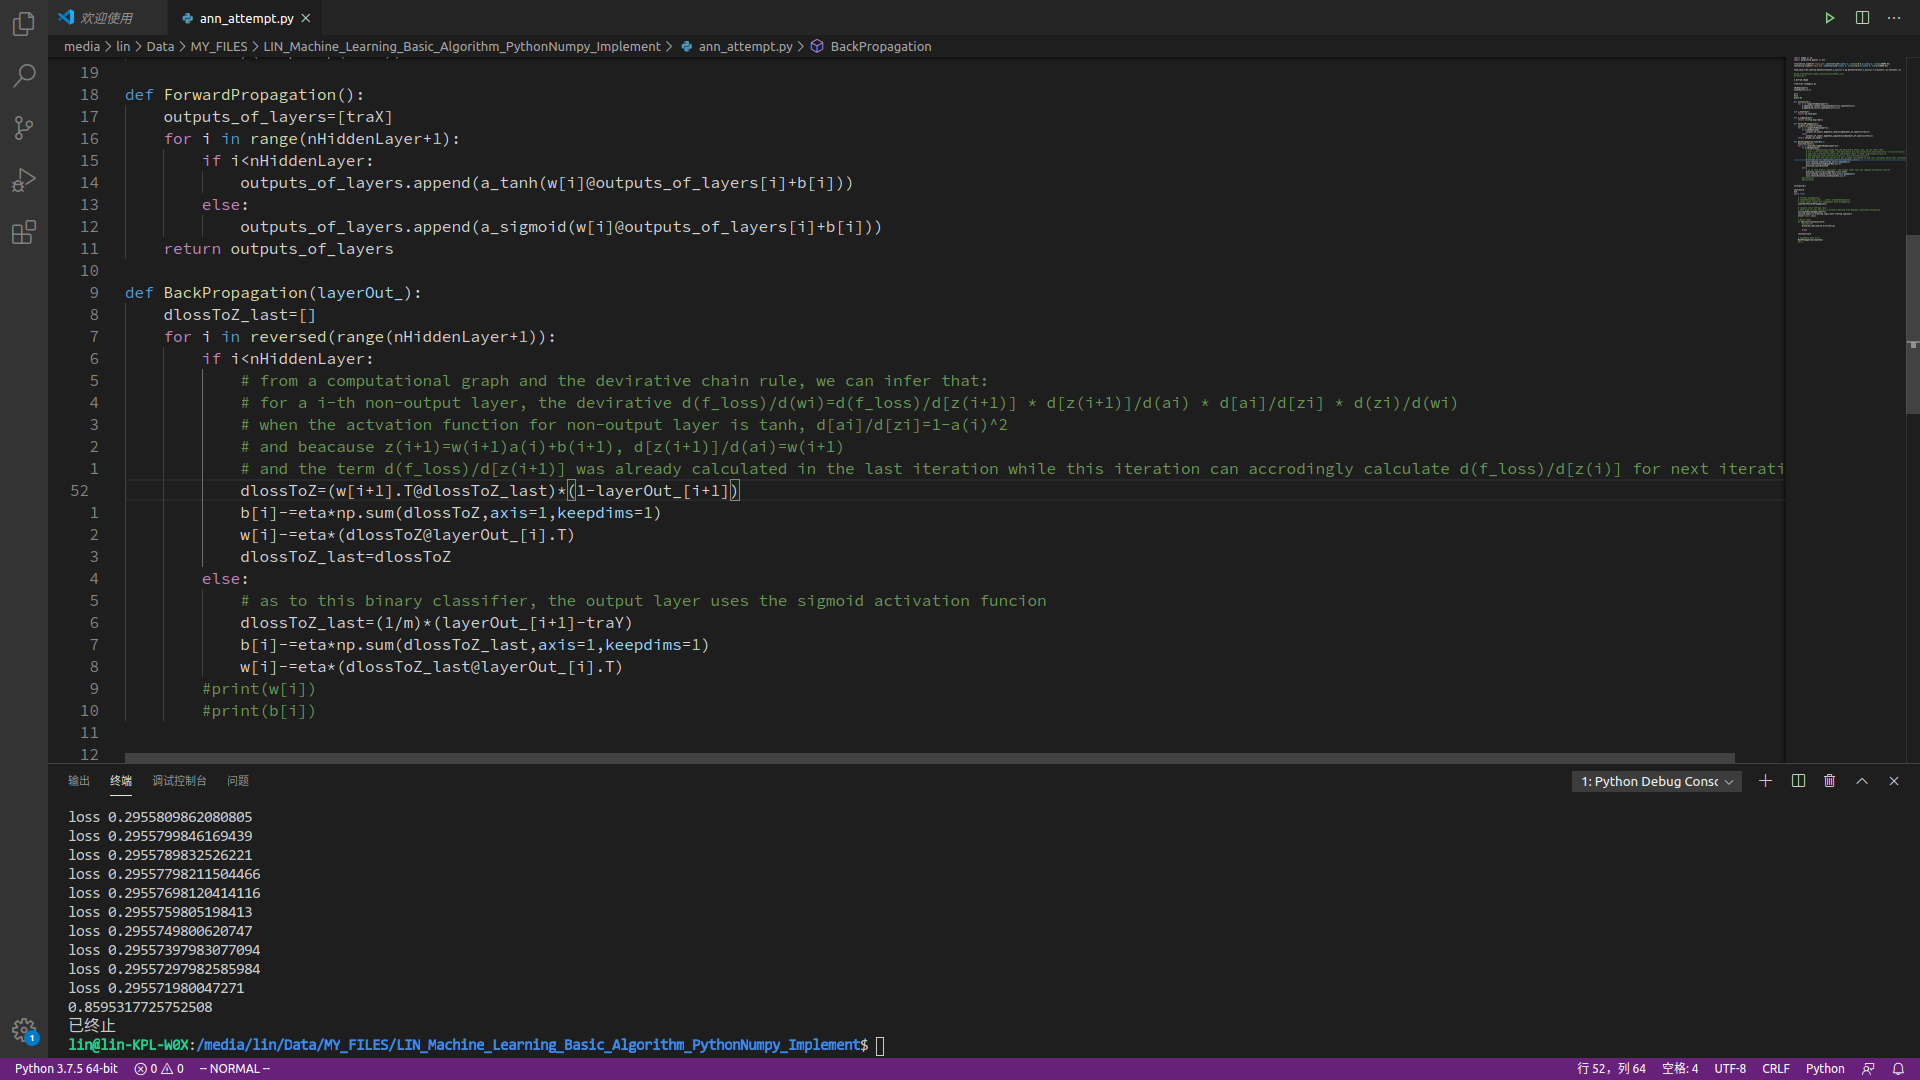 欢迎使用
ann_attempt.py
media > lin > Data > MY_FILES > LIN_Machine_Learning_Basic_Algorithm_PythonNumpy_Implement > ann_attempt.py > BackPropagation
19
18 def ForwardPropagation():
17 outputs_of_layers=[traX]
16 for i in range(nHiddenLayer+1):
15 if i<nHiddenLayer:
14 outputs_of_layers.append(a_tanh(w[i]@outputs_of_layers[i]+b[i]))
13 else:
12 outputs_of_layers.append(a_sigmoid(w[i]@outputs_of_layers[i]+b[i]))
11 return outputs_of_layers
10
9 def BackPropagation(layerOut_):
8 dlossToZ_last=[]
7 for i in reversed(range(nHiddenLayer+1)):
6 if i<nHiddenLayer:
5 # from a computational graph and the devirative chain rule, we can infer that:
4 # for a i-th non-output layer, the devirative d(f_loss)/d(wi)=d(f_loss)/d[z(i+1)] * d[z(i+1)]/d(ai) * d[ai]/d[zi] * d(zi)/d(wi)
3 # when the actvation function for non-output layer is tanh, d[ai]/d[zi]=1-a(i)^2
2 # and beacause z(i+1)=w(i+1)a(i)+b(i+1), d[z(i+1)]/d(ai)=w(i+1)
1 # and the term d(f_loss)/d[z(i+1)] was already calculated in the last iteration while this iteration can accrodingly calculate d(f_loss)/d[z(i)] for next iterati
52 dlossToZ=(w[i+1].T@dlossToZ_last)*(1-layerOut_[i+1])
1 b[i]-=eta*np.sum(dlossToZ,axis=1,keepdims=1)
2 w[i]-=eta*(dlossToZ@layerOut_[i].T)
3 dlossToZ_last=dlossToZ
4 else:
5 # as to this binary classifier, the output layer uses the sigmoid activation funcion
6 dlossToZ_last=(1/m)*(layerOut_[i+1]-traY)
7 b[i]-=eta*np.sum(dlossToZ_last,axis=1,keepdims=1)
8 w[i]-=eta*(dlossToZ_last@layerOut_[i].T)
9 #print(w[i])
10 #print(b[i])
11
12
输出 终端 调试控制台 问题
1: Python Debug Consc
loss 0.2955809862080805
loss 0.2955799846169439
loss 0.2955789832526221
loss 0.29557798211504466
loss 0.29557698120414116
loss 0.2955759805198413
loss 0.2955749800620747
loss 0.29557397983077094
loss 0.29557297982585984
loss 0.295571980047271
0.8595317725752508
已终止
lin@lin-KPL-W0X:/media/lin/Data/MY_FILES/LIN_Machine_Learning_Basic_Algorithm_PythonNumpy_Implement$
1
Python 3.7.5 64-bit 0 0 -- NORMAL -- 行 52，列 64 空格: 4 UTF-8 CRLF Python